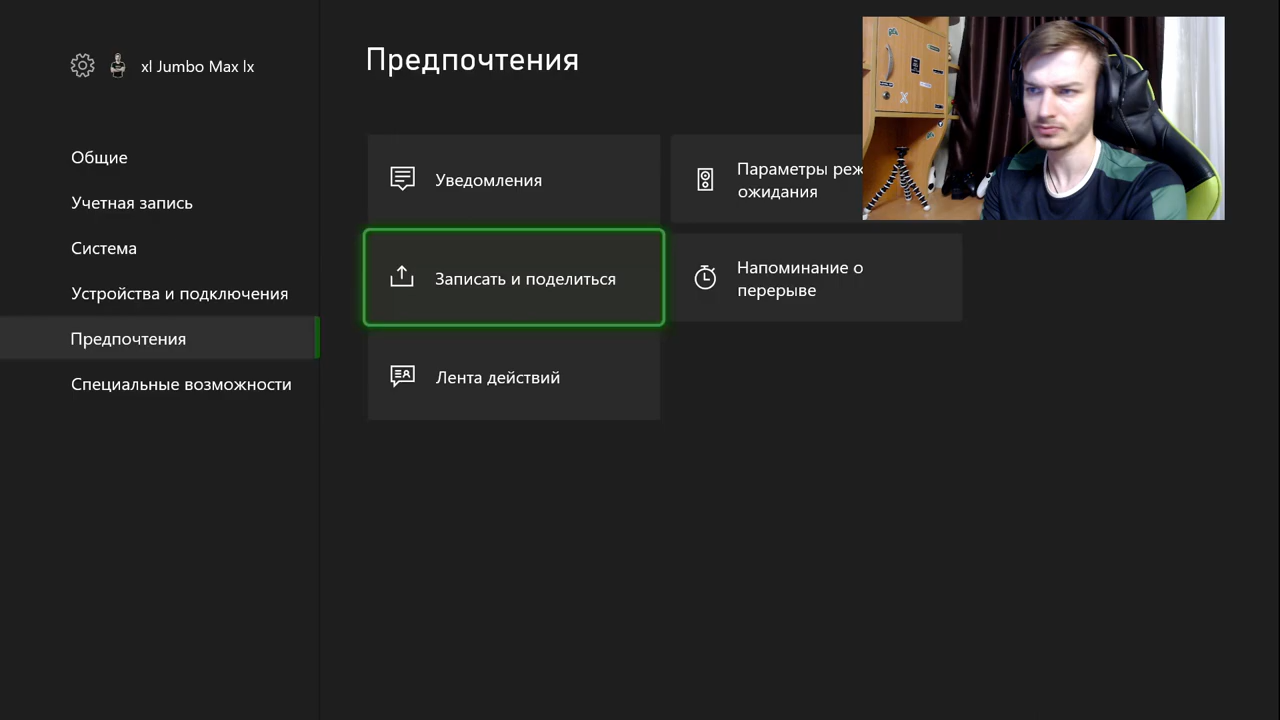 xl Jumbo Max lx
Общие
Учетная запись
Система
Устройства и подключения
Предпочтения
Специальные возможности
Предпочтения
Уведомления
Параметры реж
ожидания
Записать и поделиться
Напоминание о
перерыве
Лента действий